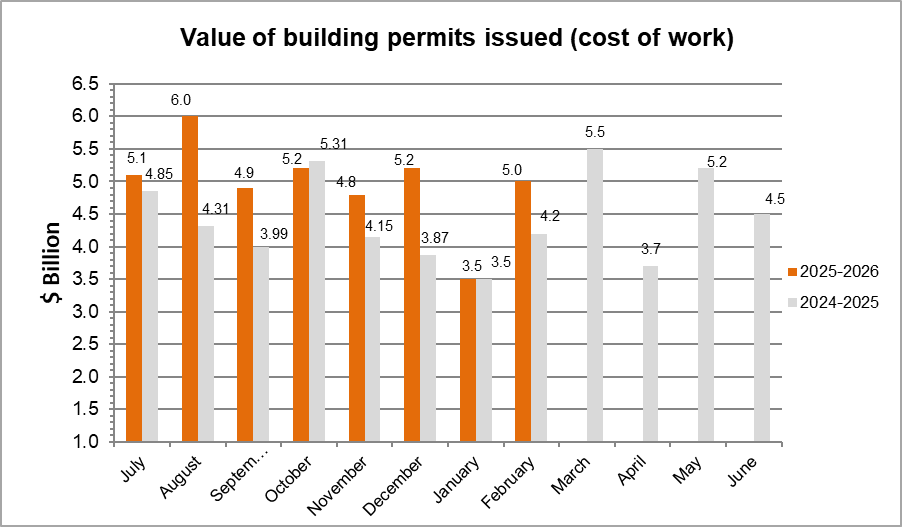 Value of building permits issued (cost of work)
$ Billion
6.5
6.0
5.5
5.0
4.5
4.0
3.5
3.0
2.5
2.0
1.5
1.0
5.1
4.85
6.0
4.31
4.9
3.99
5.2
5.31
4.8
4.15
5.2
3.87
3.5
3.5
5.0
4.2
5.5
3.7
5.2
4.5
July
August
Septem...
October
November
December
January
February
March
April
May
June
2025-2026
2024-2025